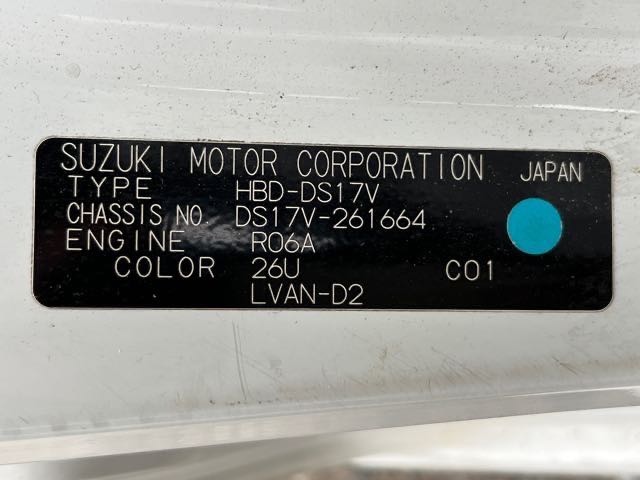 SUZUKI MOTOR CORPORATION JAPAN
TYPE HBD-DS17V
CHASSIS NO. DS17V-261664
ENGINE R06A
COLOR 26U C01
LVAN-D2